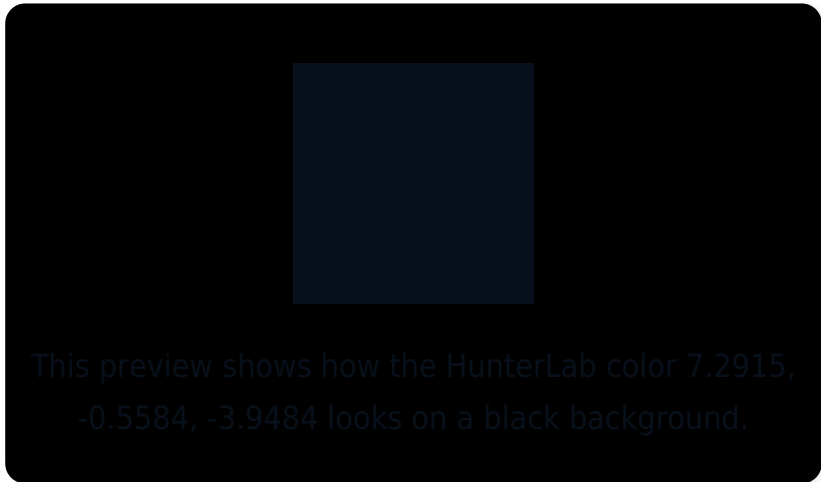 This preview shows how the HunterLab color 7.2915,
-0.5584, -3.9484 looks on a black background.